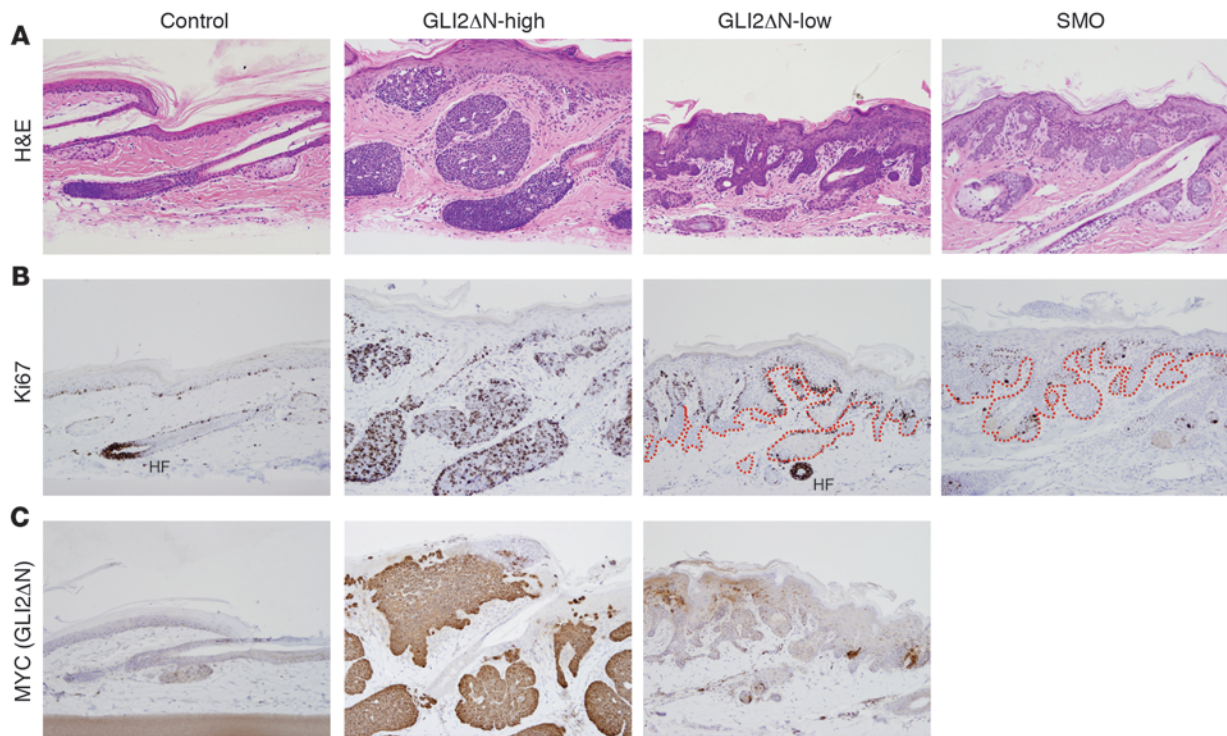 Control GLI2ΔN-high GLI2ΔN-low SMO
A
H&E
B
Ki67
HF
HF
C
MYC (GLI2ΔN)